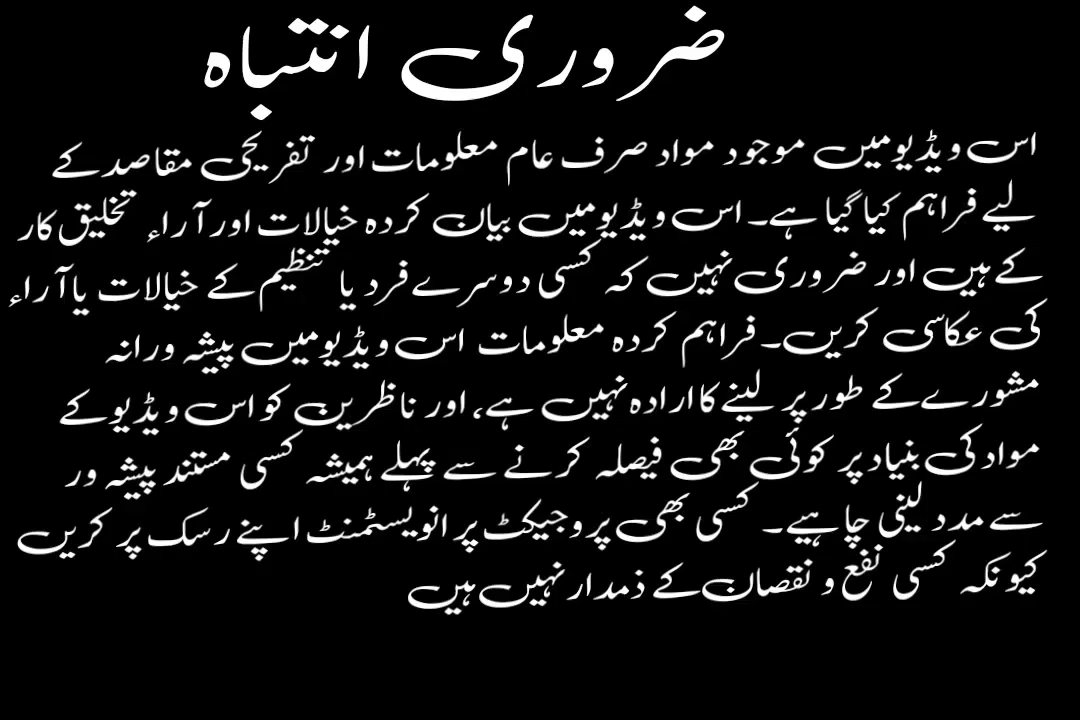 ضروری انتباہ
اس ویڈیو میں موجود مواد صرف عام معلومات اور تفریحی مقاصد کے
لیے فراہم کیا گیا ہے۔ اس ویڈیو میں بیان کردہ خیالات اور آراء تخلیق کار
کے ہیں اور ضروری نہیں کہ کسی دوسرے فرد یا تنظیم کے خیالات یا آراء
کی عکاسی کریں۔ فراہم کردہ معلومات اس ویڈیو میں پیشہ ورانہ
مشورے کے طور پر لینے کا ارادہ نہیں ہے، اور ناظرین کو اس ویڈیو کے
مواد کی بنیاد پر کوئی بھی فیصلہ کرنے سے پہلے ہمیشہ کسی مستند پیشہ ور
سے مدد لینی چاہیے۔ کسی بھی پروجیکٹ پر انویسٹمنٹ اپنے رسک پر کریں
کیونکہ کسی نفع و نقصان کے ذمدار نہیں ہیں